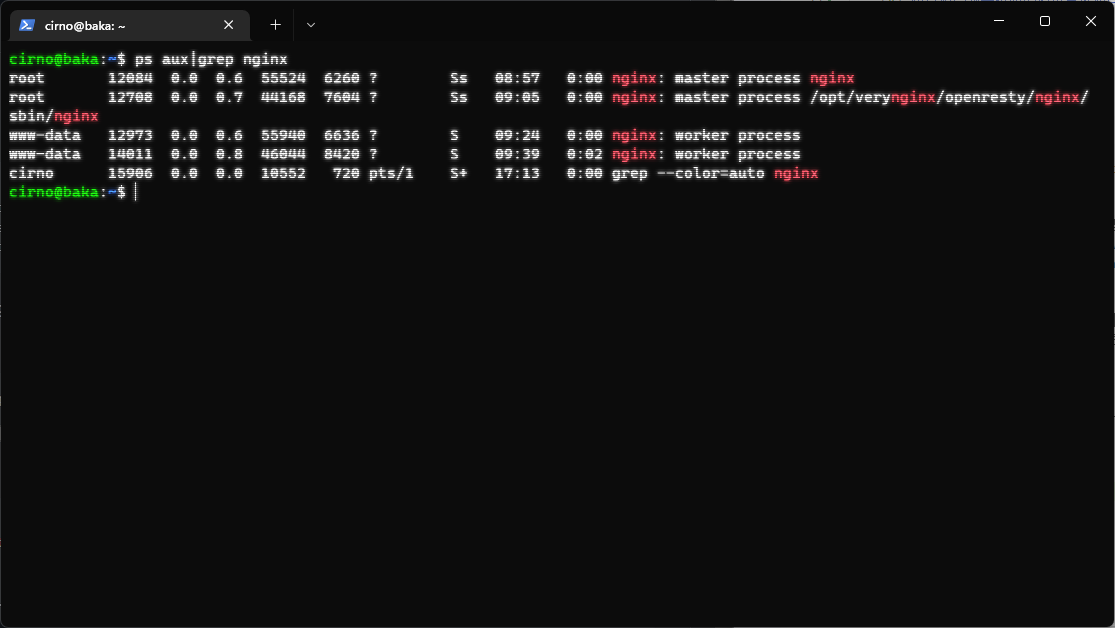 cirno@baka: ~
cirno@baka:~$ ps aux|grep nginx
root       12084  0.0  0.6  55524  6260 ?        Ss   08:57   0:00 nginx: master process nginx
root       12708  0.0  0.7  44168  7604 ?        Ss   09:05   0:00 nginx: master process /opt/verynginx/openresty/nginx/
sbin/nginx
www-data   12973  0.0  0.6  55940  6636 ?        S    09:24   0:00 nginx: worker process
www-data   14011  0.0  0.8  46044  8420 ?        S    09:39   0:02 nginx: worker process
cirno      15906  0.0  0.0  10552   720 pts/1    S+   17:13   0:00 grep --color=auto nginx
cirno@baka:~$